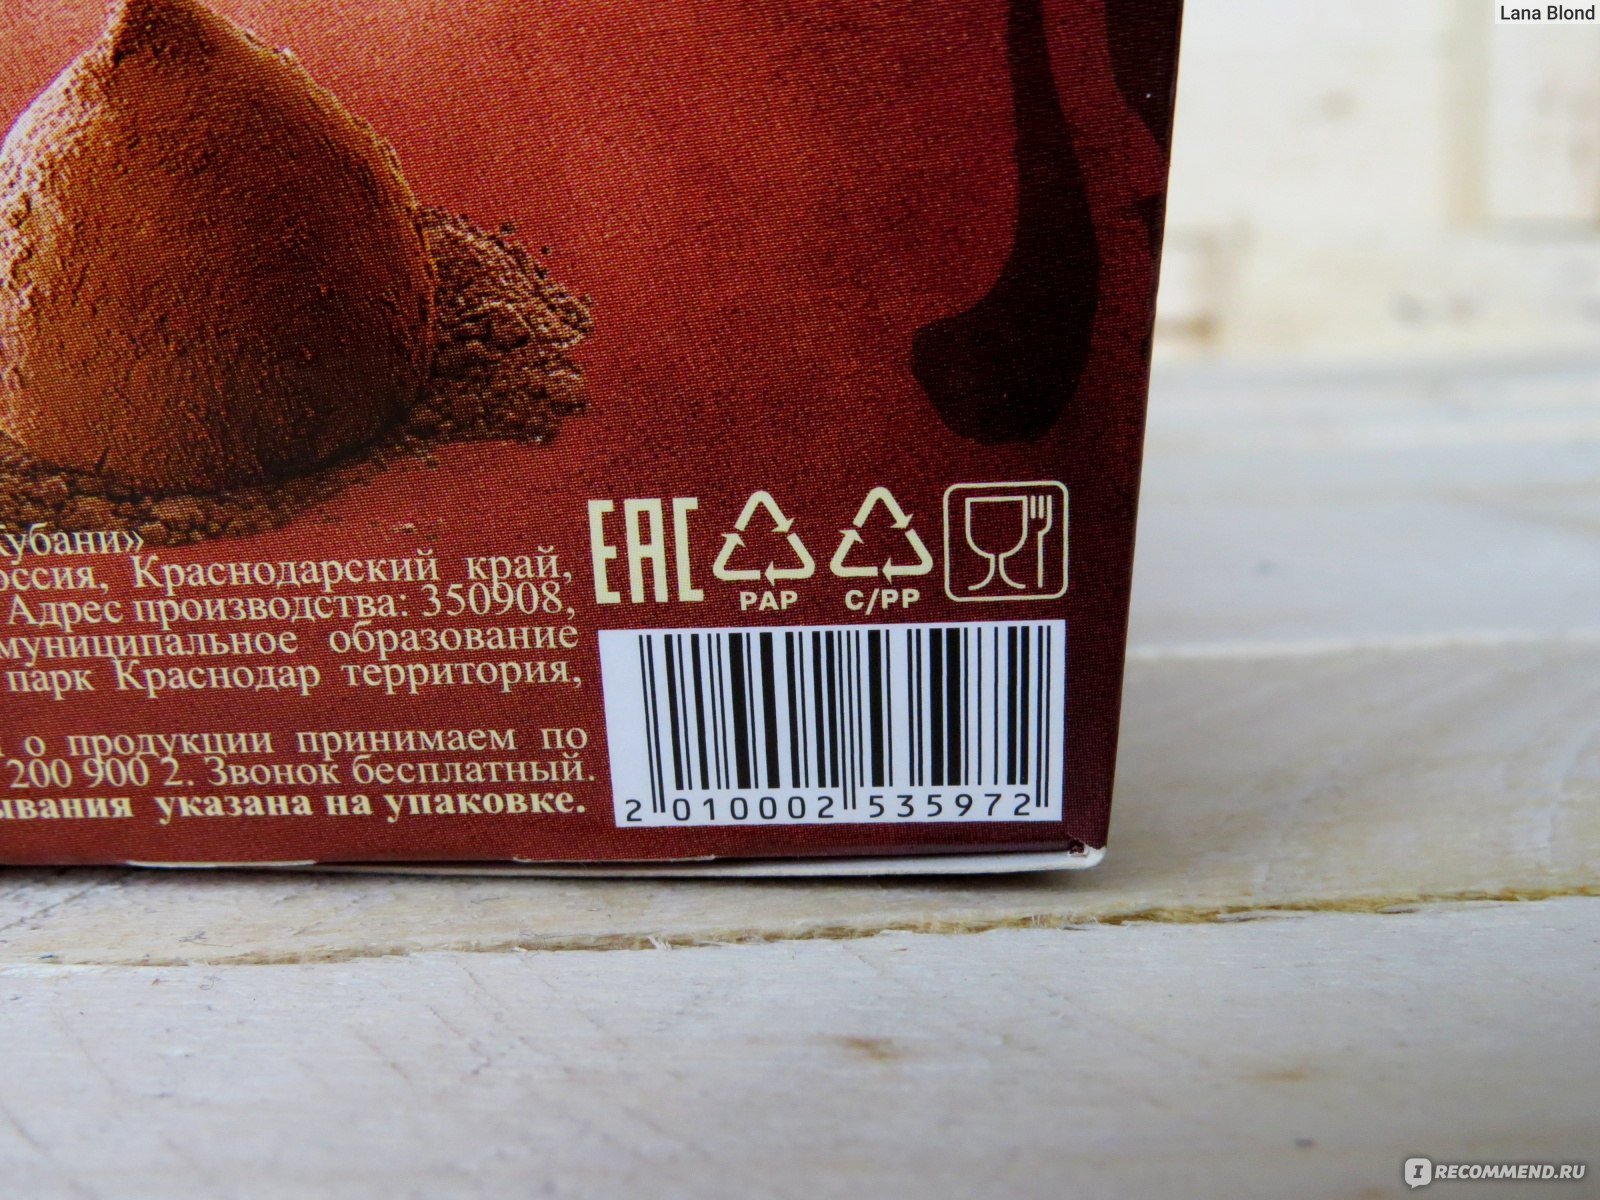 Lana Blond
Кубани»
оссия, Краснодарский край,
Адрес производства: 350908,
муниципальное образование
парк Краснодар территория,
о продукции принимаем по
200 900 2. Звонок бесплатный.
ывания указана на упаковке.
EAC
PAP
C/PP
2 010002 535972
IRECOMMEND.RU